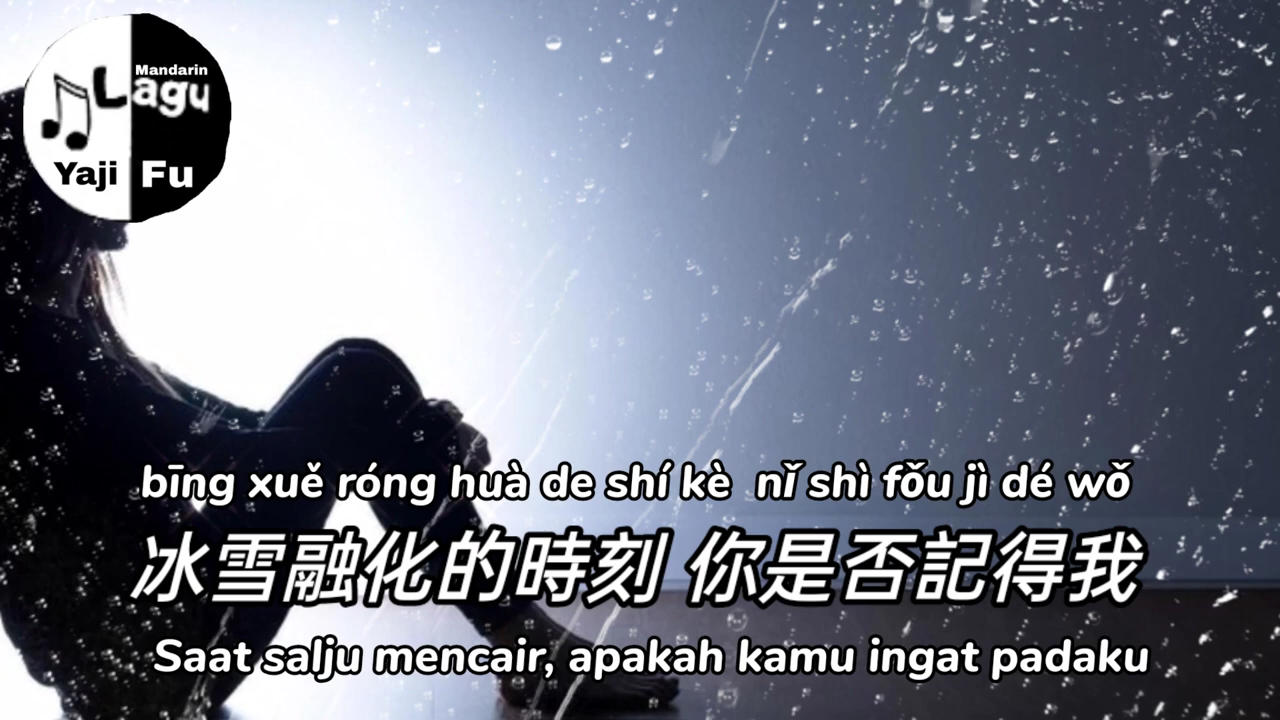 Mandarin
Lagu
Yaji Fu
bīng xuě róng huà de shí kè nǐ shì fǒu jì dé wǒ
冰雪融化的時刻 你是否記得我
Saat salju mencair, apakah kamu ingat padaku